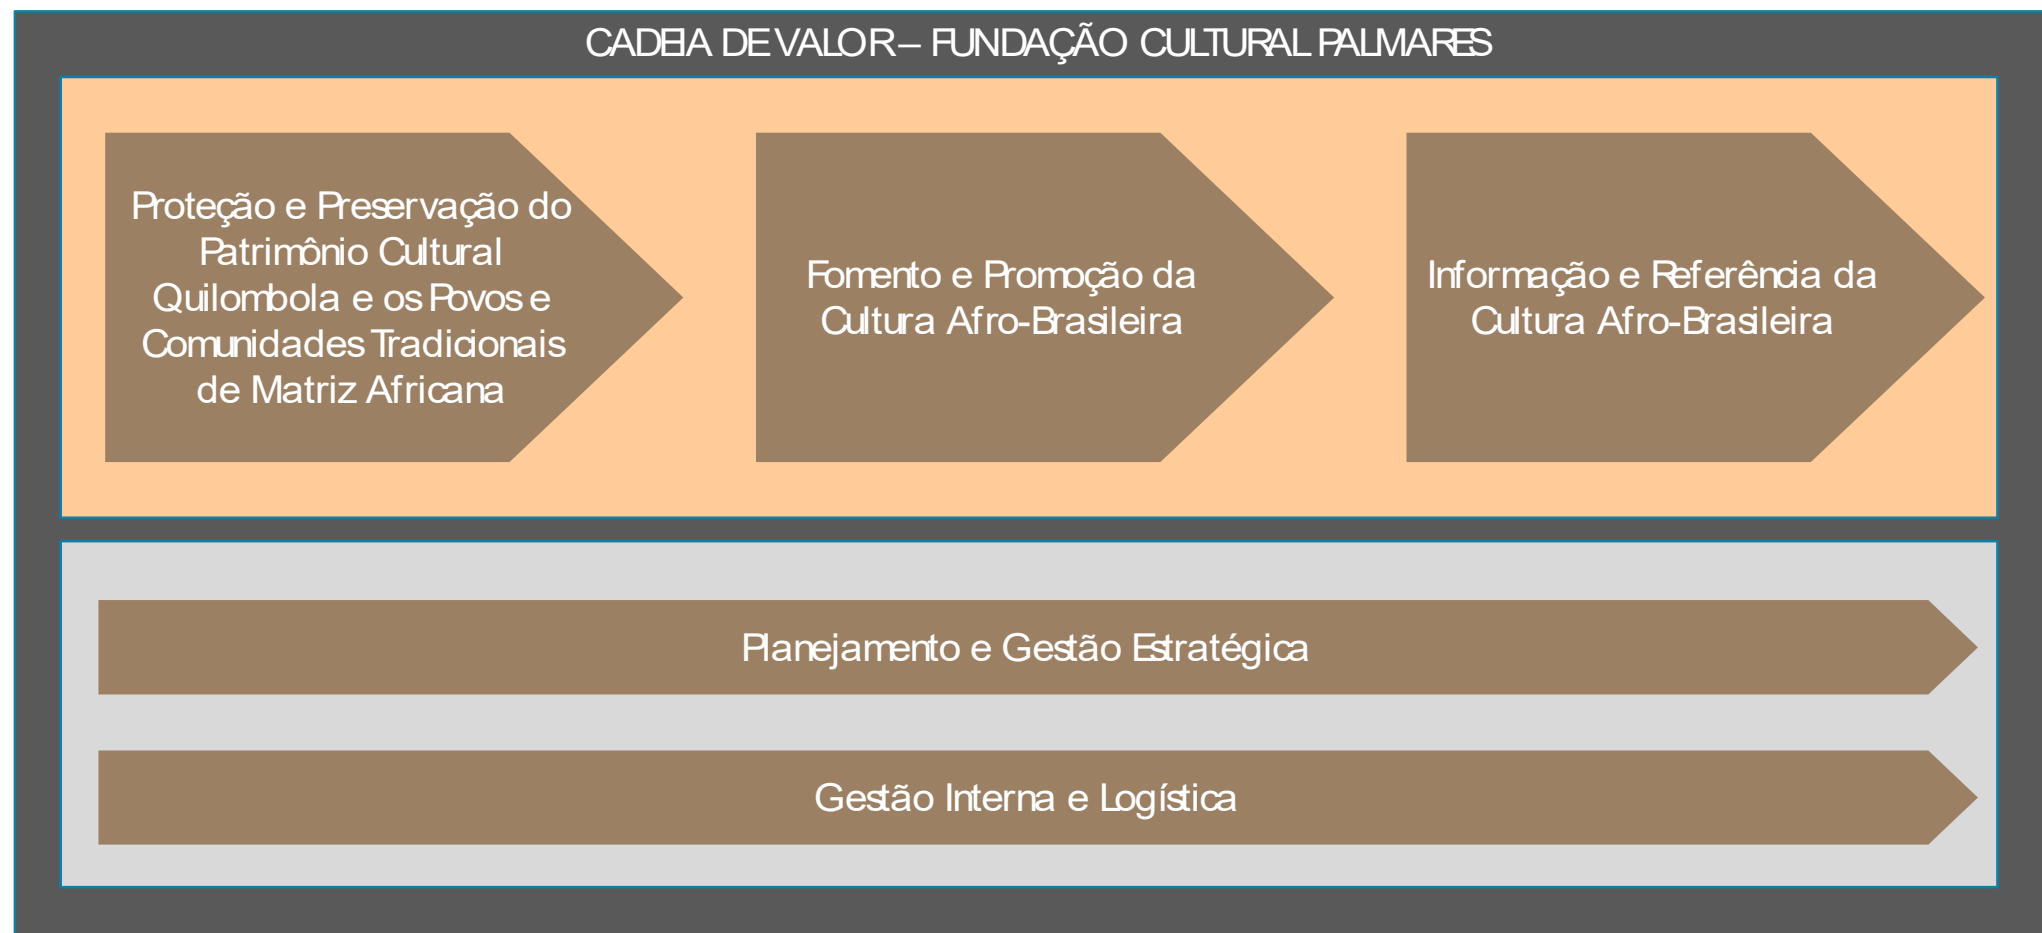 CADEIA DE VALOR – FUNDAÇÃO CULTURAL PALMARES
Proteção e Preservação do
Patrimônio Cultural
Quilombola e os Povos e
Comunidades Tradicionais
de Matriz Africana
Fomento e Promoção da
Cultura Afro-Brasileira
Informação e Referência da
Cultura Afro-Brasileira
Planejamento e Gestão Estratégica
Gestão Interna e Logística